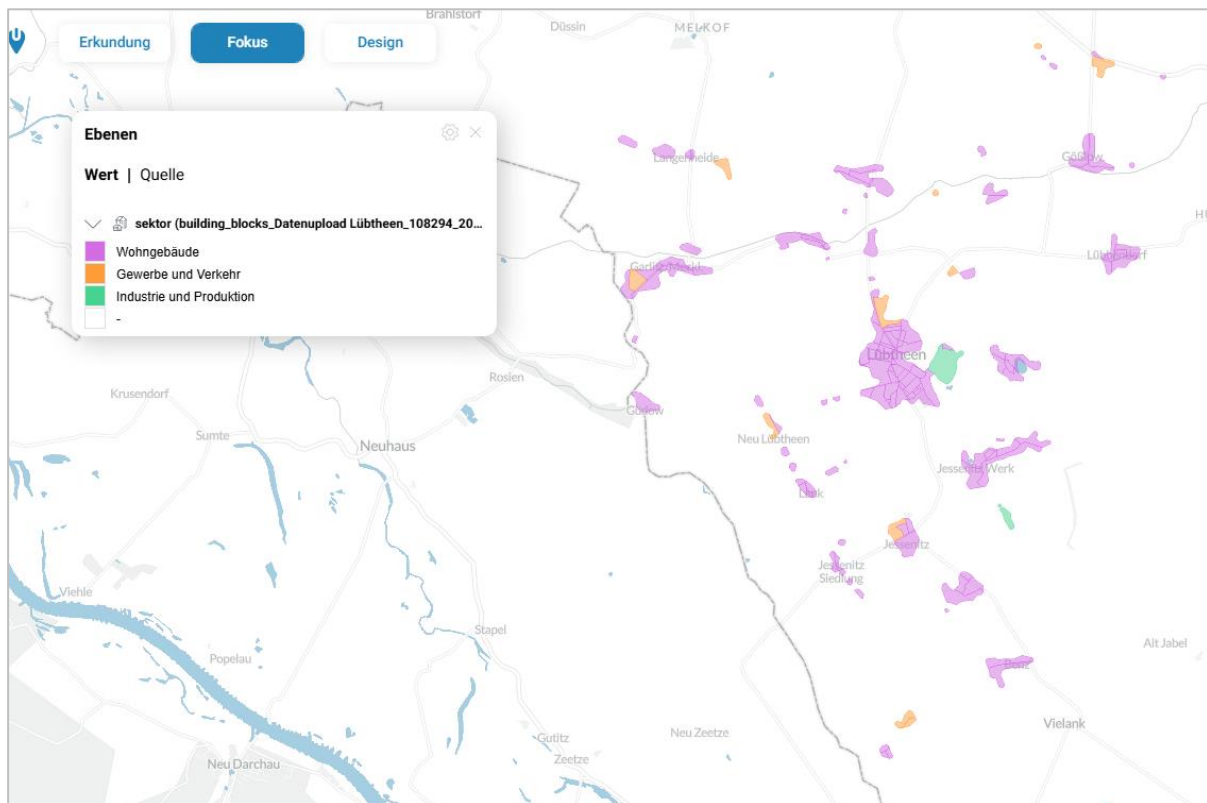 Erkundung
Fokus
Design
Ebenen
Wert | Quelle
sektor (building_blocks_Datenupload Lübtheen_108294_20...
Wohngebäude
Gewerbe und Verkehr
Industrie und Produktion
-
Brahlstorf
Düssin
MELKOF
Langenheide
Gößlow
Garlitz
Lübbendorf
Lübtheen
Roslen
Gudow
Krusendorf
Sumte
Neuhaus
Neu Lübtheen
Jessenitz Werk
Jessenitz
Jessenitz
Siedlung
Viehle
Stapel
Popelau
Alt Jabel
Vielank
Gutitz
Zeetze
Neu Zeetze
Neu Darchau